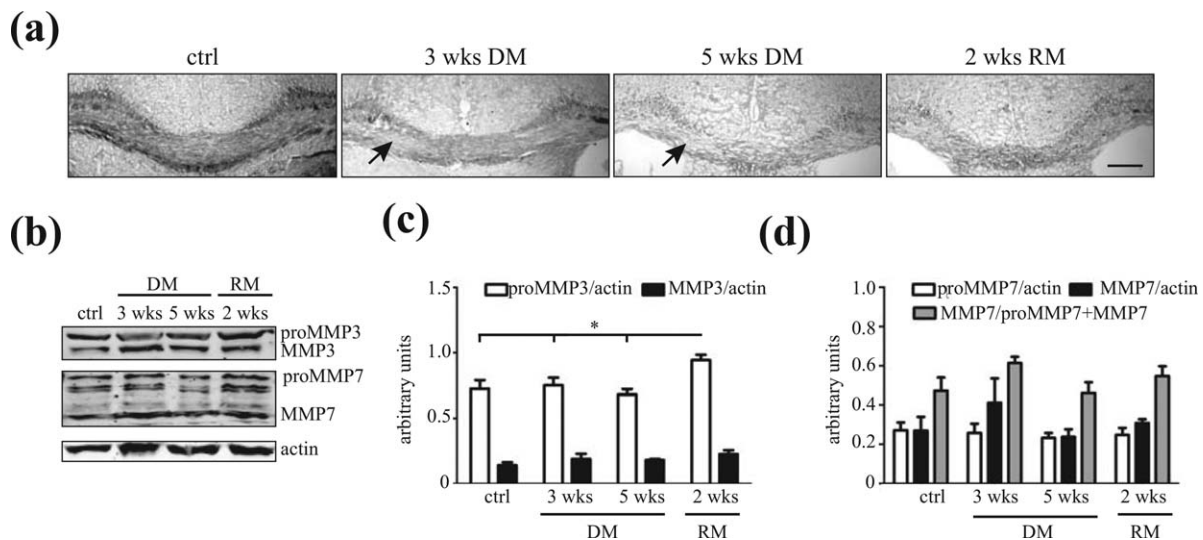 (a)
ctrl
3 wks DM
5 wks DM
2 wks RM
(b)
DM
RM
ctrl
3 wks
5 wks
2 wks
proMMP3
MMP3
proMMP7
MMP7
actin
(c)
proMMP3/actin
MMP3/actin
1.5
1.0
0.5
0
arbitrary units
*
ctrl
3 wks
5 wks
2 wks
DM
RM
(d)
proMMP7/actin
MMP7/actin
MMP7/proMMP7+MMP7
1.0
0.8
0.6
0.4
0.2
0
arbitrary units
ctrl
3 wks
5 wks
2 wks
DM
RM